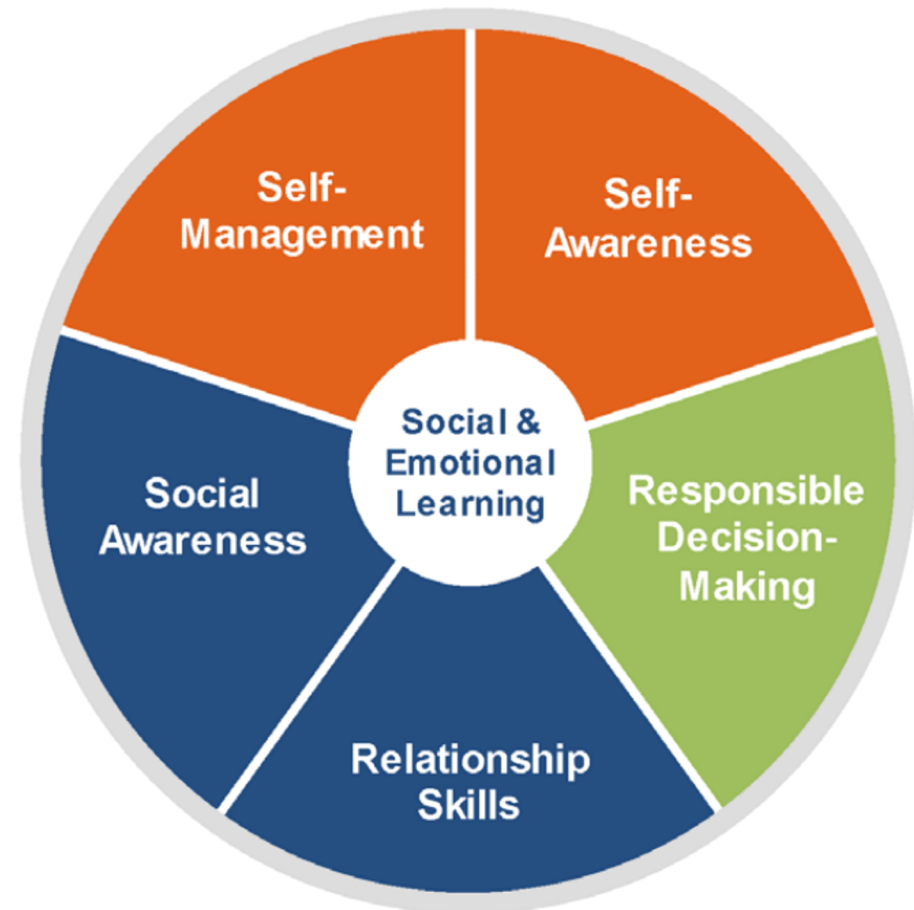 Self-
Management
Self-
Awareness
Social &
Emotional
Learning
Social
Awareness
Responsible
Decision-
Making
Relationship
Skills